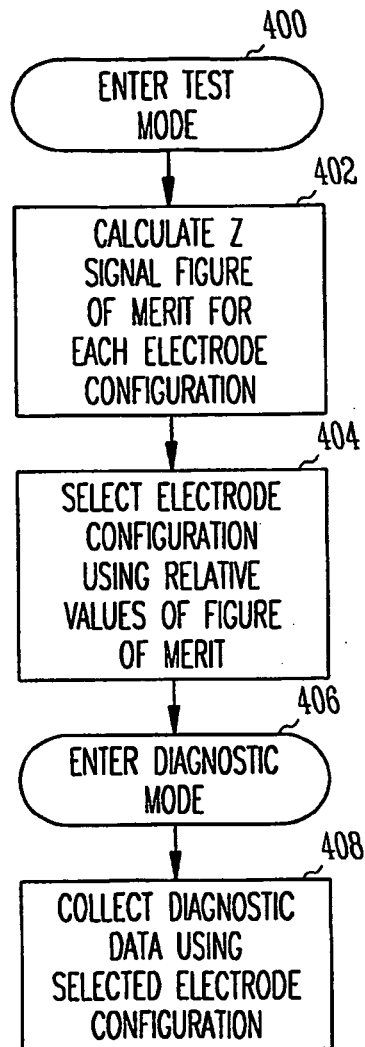 400
ENTER TEST
MODE
402
CALCULATE Z
SIGNAL FIGURE
OF MERIT FOR
EACH ELECTRODE
CONFIGURATION
404
SELECT ELECTRODE
CONFIGURATION
USING RELATIVE
VALUES OF FIGURE
OF MERIT
406
ENTER DIAGNOSTIC
MODE
408
COLLECT DIAGNOSTIC
DATA USING
SELECTED ELECTRODE
CONFIGURATION